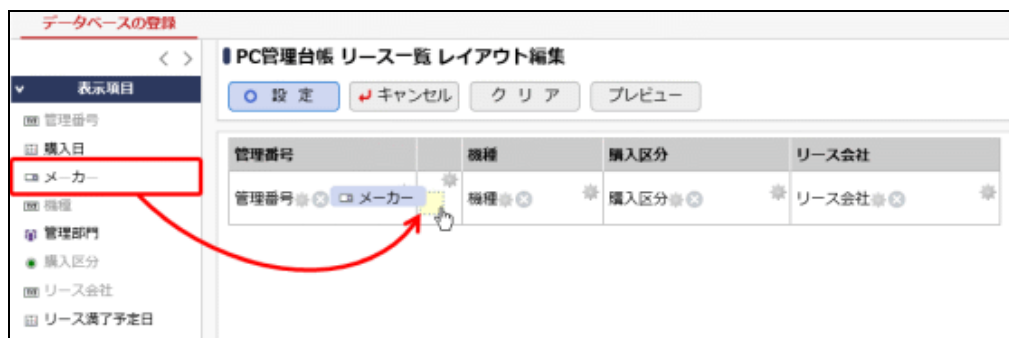 データベースの登録
< >
PC管理台帳 リース一覧 レイアウト編集
表示項目
設 定
キャンセル
ク リ ア
プレビュー
管理番号
購入日
メーカー
機種
管理部門
購入区分
リース会社
リース満了予定日
管理番号 機種 購入区分 リース会社
管理番号 メーカー 機種 購入区分 リース会社